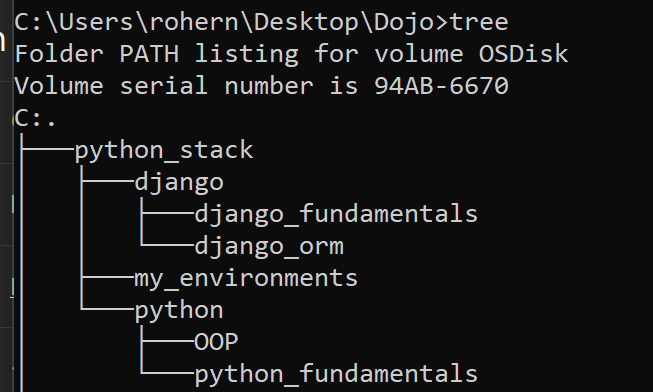 C:\Users\rohern\Desktop\Dojo>tree
Folder PATH listing for volume OSDisk
Volume serial number is 94AB-6670
C:.
├───python_stack
│   ├───django
│   │   ├───django_fundamentals
│   │   └───django_orm
│   ├───my_environments
│   └───python
│       ├───OOP
│       └───python_fundamentals